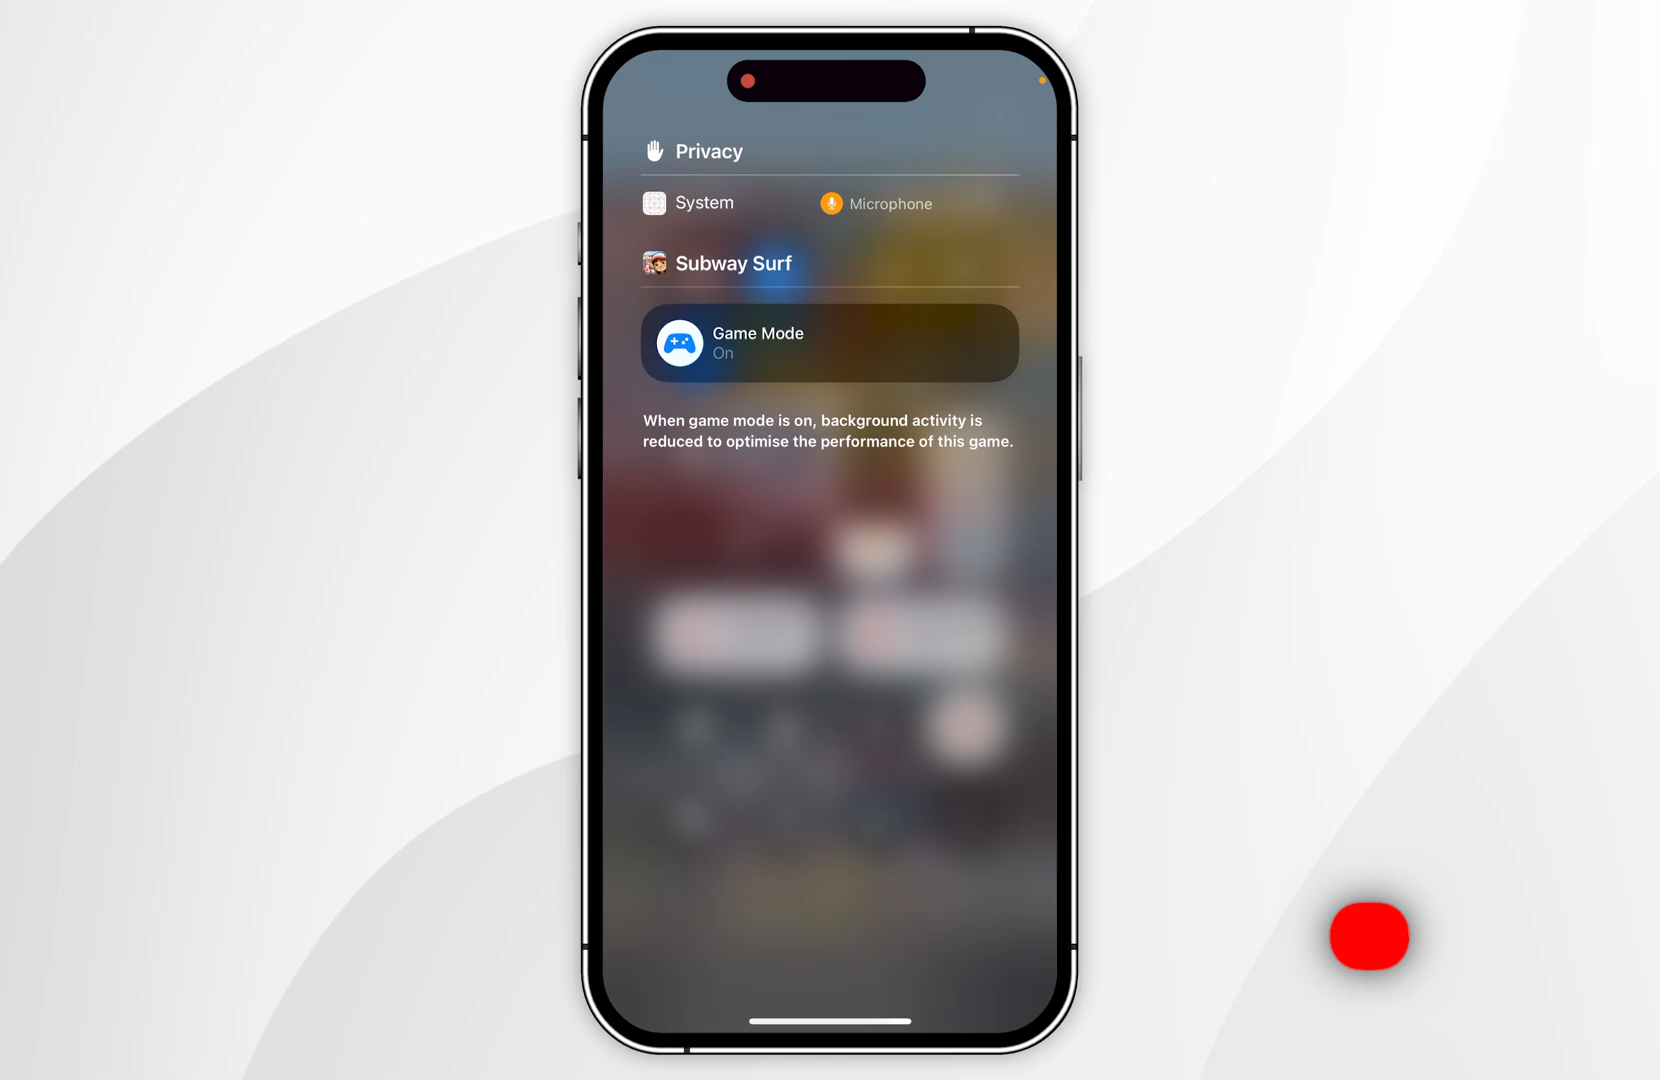 Privacy
System
Microphone
Subway Surf
Game Mode
On
When game mode is on, background activity is
reduced to optimise the performance of this game.